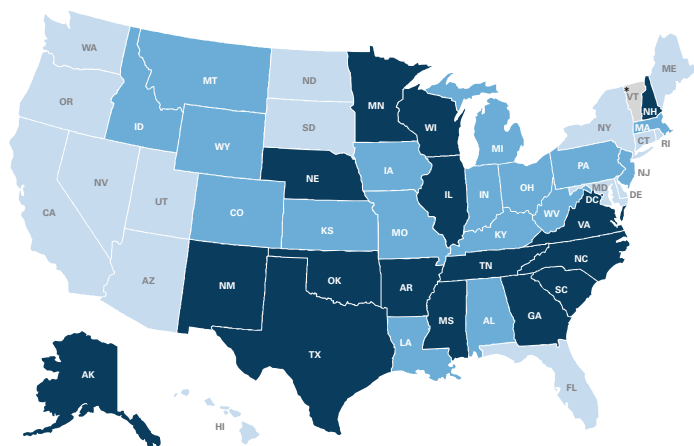 WA
MT
ND
MN
ME
*
VT
NH
OR
ID
SD
WI
MA
NY
CT
RI
WY
MI
IA
PA
NJ
NE
IL
IN
OH
MD
DE
DC
NV
UT
CO
CA
KS
MO
KY
WV
VA
AZ
NM
OK
AR
TN
NC
SC
MS
AL
GA
TX
LA
AK
FL
HI